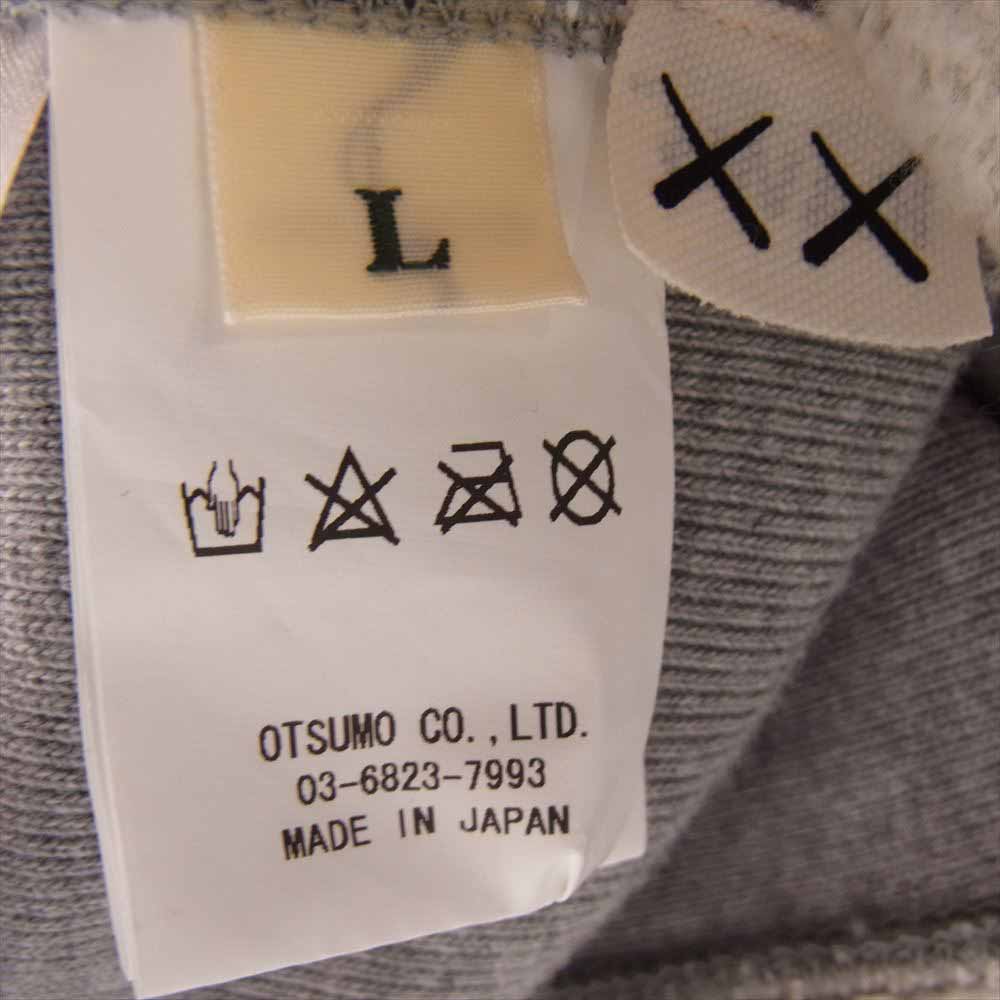 L
XX
OTSUMO CO.,LTD.
03-6823-7993
MADE IN JAPAN